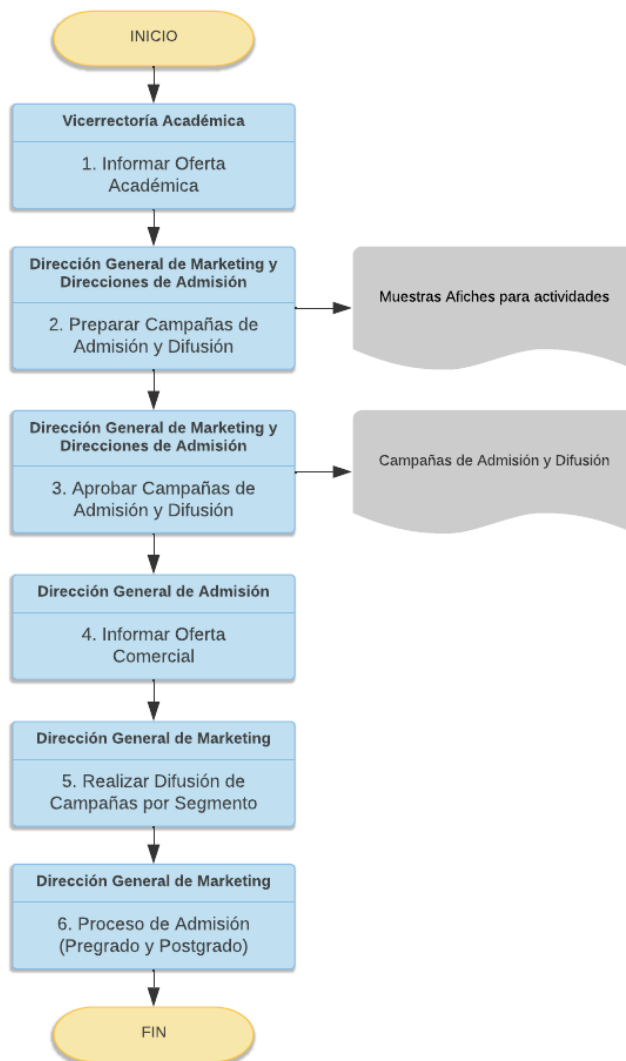 INICIO
Vicerrectoría Académica
1. Informar Oferta
Académica
Dirección General de Marketing y
Direcciones de Admisión
2. Preparar Campañas de
Admisión y Difusión
Muestras Afiches para actividades
Dirección General de Marketing y
Direcciones de Admisión
3. Aprobar Campañas de
Admisión y Difusión
Campañas de Admisión y Difusión
Dirección General de Admisión
4. Informar Oferta
Comercial
Dirección General de Marketing
5. Realizar Difusión de
Campañas por Segmento
Dirección General de Marketing
6. Proceso de Admisión
(Pregrado y Postgrado)
FIN